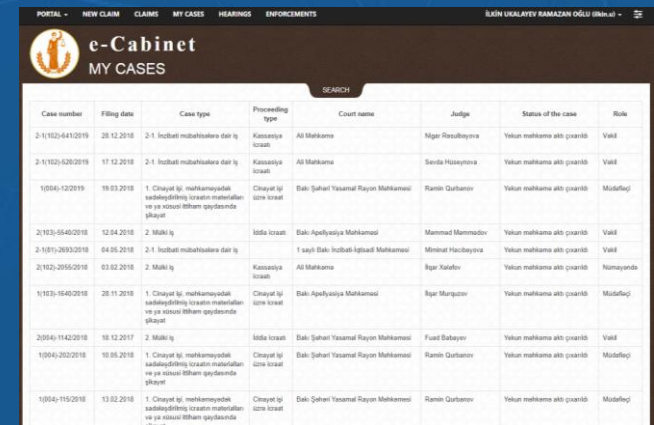 PORTAL NEW CLAIM CLAIMS MY CASES HEARINGS ENFORCEMENTS İLKİN UKALAYEV RAMAZAN OĞLU (ilkin.u)
e-Cabinet
MY CASES
SEARCH
Case number Filing date Case type Proceeding type Court name Judge Status of the case Role
2-1(102)-641/2019 28.12.2018 2-1. İnzibati mübahisələrə dair iş Kassasiya icraatı Ali Məhkəmə Nigar Rəsulbəyova Yekun məhkəmə aktı çıxarıldı Vəkil
2-1(102)-520/2019 17.12.2018 2-1. İnzibati mübahisələrə dair iş Kassasiya icraatı Ali Məhkəmə Sevda Hüseynova Yekun məhkəmə aktı çıxarıldı Vəkil
1(004)-12/2019 19.03.2018 1. Cinayət işi, məhkəməyədək sadələşdirilmiş icraatın materialları və ya xüsusi ittiham qaydasında şikayət Cinayət işi üzrə icraat Bakı Şəhəri Yasamal Rayon Məhkəməsi Ramin Qurbanov Yekun məhkəmə aktı çıxarıldı Müdafiəçi
2(103)-5540/2018 12.04.2018 2. Mülki iş İddia icraatı Bakı Apellyasiya Məhkəməsi Məmməd Məmmədov Yekun məhkəmə aktı çıxarıldı Vəkil
2-1(81)-2693/2018 04.05.2018 2-1. İnzibati mübahisələrə dair iş 1 saylı Bakı İnzibati-İqtisadi Məhkəməsi Miminat Hacıbəyova Yekun məhkəmə aktı çıxarıldı Vəkil
2(102)-2055/2018 03.02.2018 2. Mülki iş Kassasiya icraatı Ali Məhkəmə İlqar Xələfov Yekun məhkəmə aktı çıxarıldı Nümayəndə
1(103)-1640/2018 28.11.2018 1. Cinayət işi, məhkəməyədək sadələşdirilmiş icraatın materialları və ya xüsusi ittiham qaydasında şikayət Cinayət işi üzrə icraat Bakı Apellyasiya Məhkəməsi İlqar Murquzov Yekun məhkəmə aktı çıxarıldı Müdafiəçi
2(004)-1142/2018 18.12.2017 2. Mülki iş İddia icraatı Bakı Şəhəri Yasamal Rayon Məhkəməsi Fuad Babayev Yekun məhkəmə aktı çıxarıldı Vəkil
1(004)-202/2018 10.05.2018 1. Cinayət işi, məhkəməyədək sadələşdirilmiş icraatın materialları və ya xüsusi ittiham qaydasında şikayət Cinayət işi üzrə icraat Bakı Şəhəri Yasamal Rayon Məhkəməsi Ramin Qurbanov Yekun məhkəmə aktı çıxarıldı Müdafiəçi
1(004)-115/2018 13.02.2018 1. Cinayət işi, məhkəməyədək sadələşdirilmiş icraatın materialları və ya xüsusi ittiham qaydasında Cinayət işi üzrə icraat Bakı Şəhəri Yasamal Rayon Məhkəməsi Ramin Qurbanov Yekun məhkəmə aktı çıxarıldı Müdafiəçi